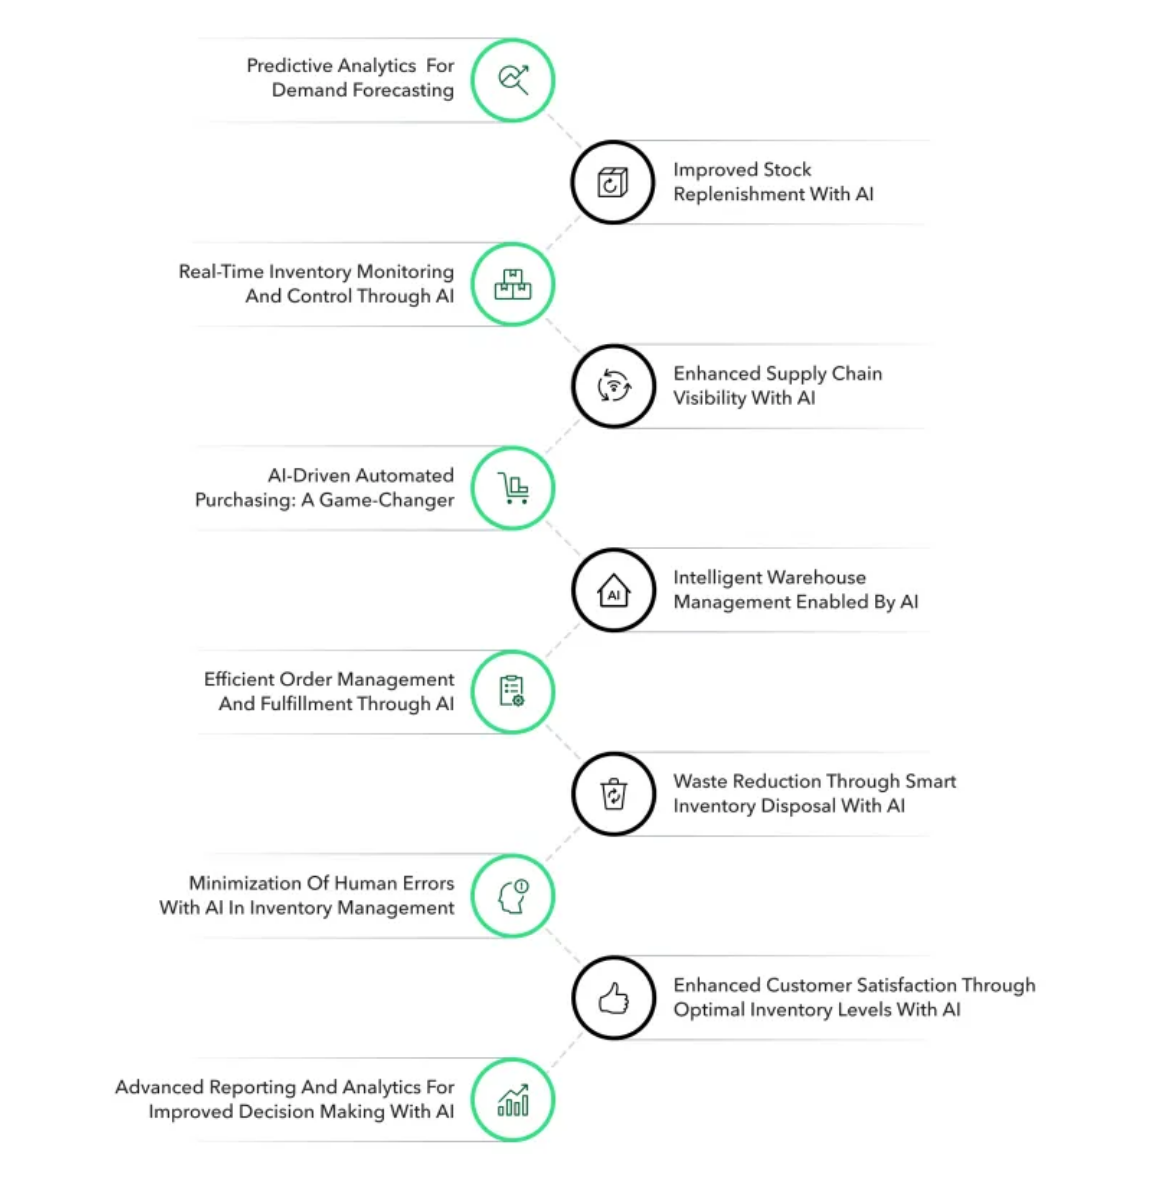 Predictive Analytics  For
Demand Forecasting
Improved Stock
Replenishment With AI
Real-Time Inventory Monitoring
And Control Through AI
Enhanced Supply Chain
Visibility With AI
AI-Driven Automated
Purchasing: A Game-Changer
AI
Intelligent Warehouse
Management Enabled By AI
Efficient Order Management
And Fulfillment Through AI
Waste Reduction Through Smart
Inventory Disposal With AI
Minimization Of Human Errors
With AI In Inventory Management
Enhanced Customer Satisfaction Through
Optimal Inventory Levels With AI
Advanced Reporting And Analytics For
Improved Decision Making With AI